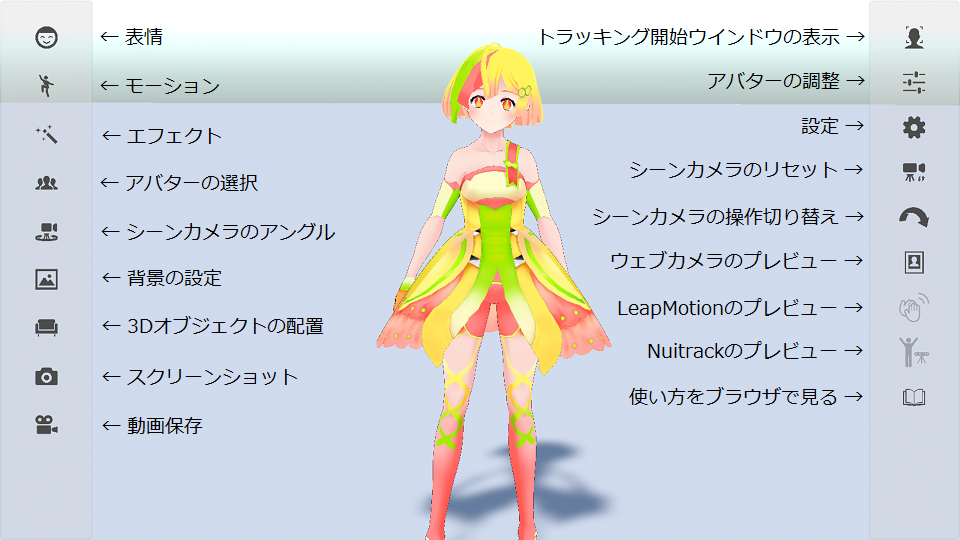 ← 表情
← モーション
← エフェクト
← アバターの選択
← シーンカメラのアングル
← 背景の設定
← 3Dオブジェクトの配置
← スクリーンショット
← 動画保存
トラッキング開始ウインドウの表示 →
アバターの調整 →
設定 →
シーンカメラのリセット →
シーンカメラの操作切り替え →
ウェブカメラのプレビュー →
LeapMotionのプレビュー →
Nuitrackのプレビュー →
使い方をブラウザで見る →